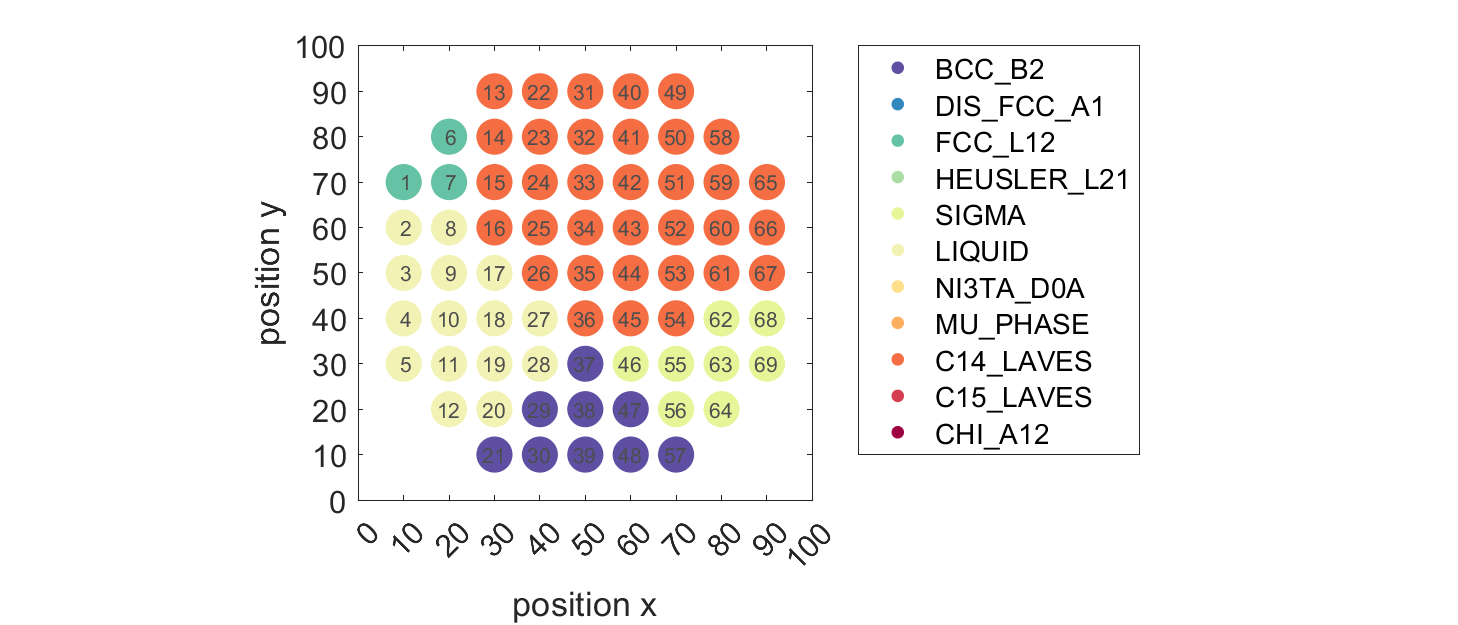 100
90
80
70
60
50
40
30
20
10
0
position y
13 22 31 40 49
6 14 23 32 41 50 58
1 7 15 24 33 42 51 59 65
2 8 16 25 34 43 52 60 66
3 9 17 26 35 44 53 61 67
4 10 18 27 36 45 54 62 68
5 11 19 28 37 46 55 63 69
12 20 29 38 47 56 64
21 30 39 48 57
0 10 20 30 40 50 60 70 80 90 100
position x
BCC_B2
DIS_FCC_A1
FCC_L12
HEUSLER_L21
SIGMA
LIQUID
NI3TA_D0A
MU_PHASE
C14_LAVES
C15_LAVES
CHI_A12